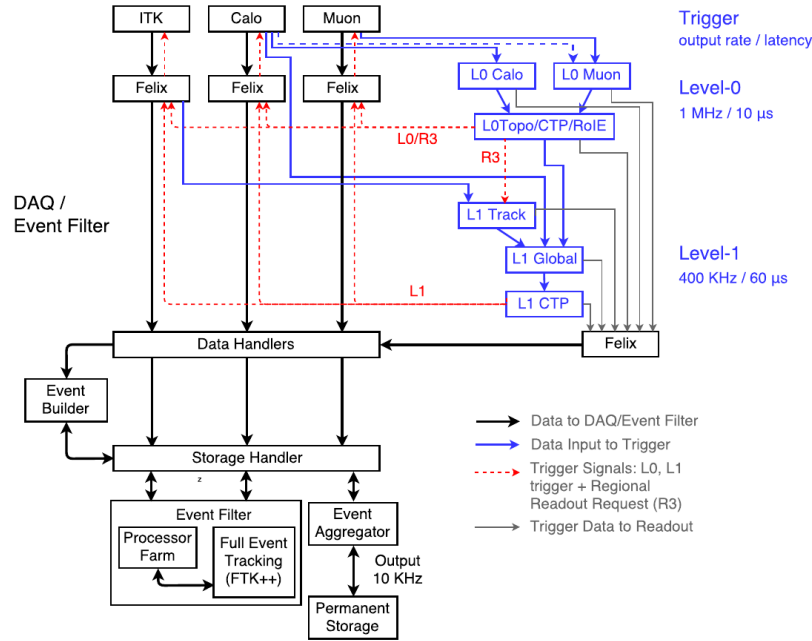 ITK
Calo
Muon
Trigger
output rate / latency
Felix
Felix
Felix
L0 Calo
L0 Muon
Level-0
1 MHz / 10 µs
L0Topo/CTP/RoIE
L0/R3
R3
DAQ /
Event Filter
L1 Track
L1 Global
Level-1
400 KHz / 60 µs
L1
L1 CTP
Data Handlers
Felix
Event
Builder
Storage Handler
z
Event Filter
Processor
Farm
Full Event
Tracking
(FTK++)
Event
Aggregator
Output
10 KHz
Permanent
Storage
Data to DAQ/Event Filter
Data Input to Trigger
Trigger Signals: L0, L1
trigger + Regional
Readout Request (R3)
Trigger Data to Readout